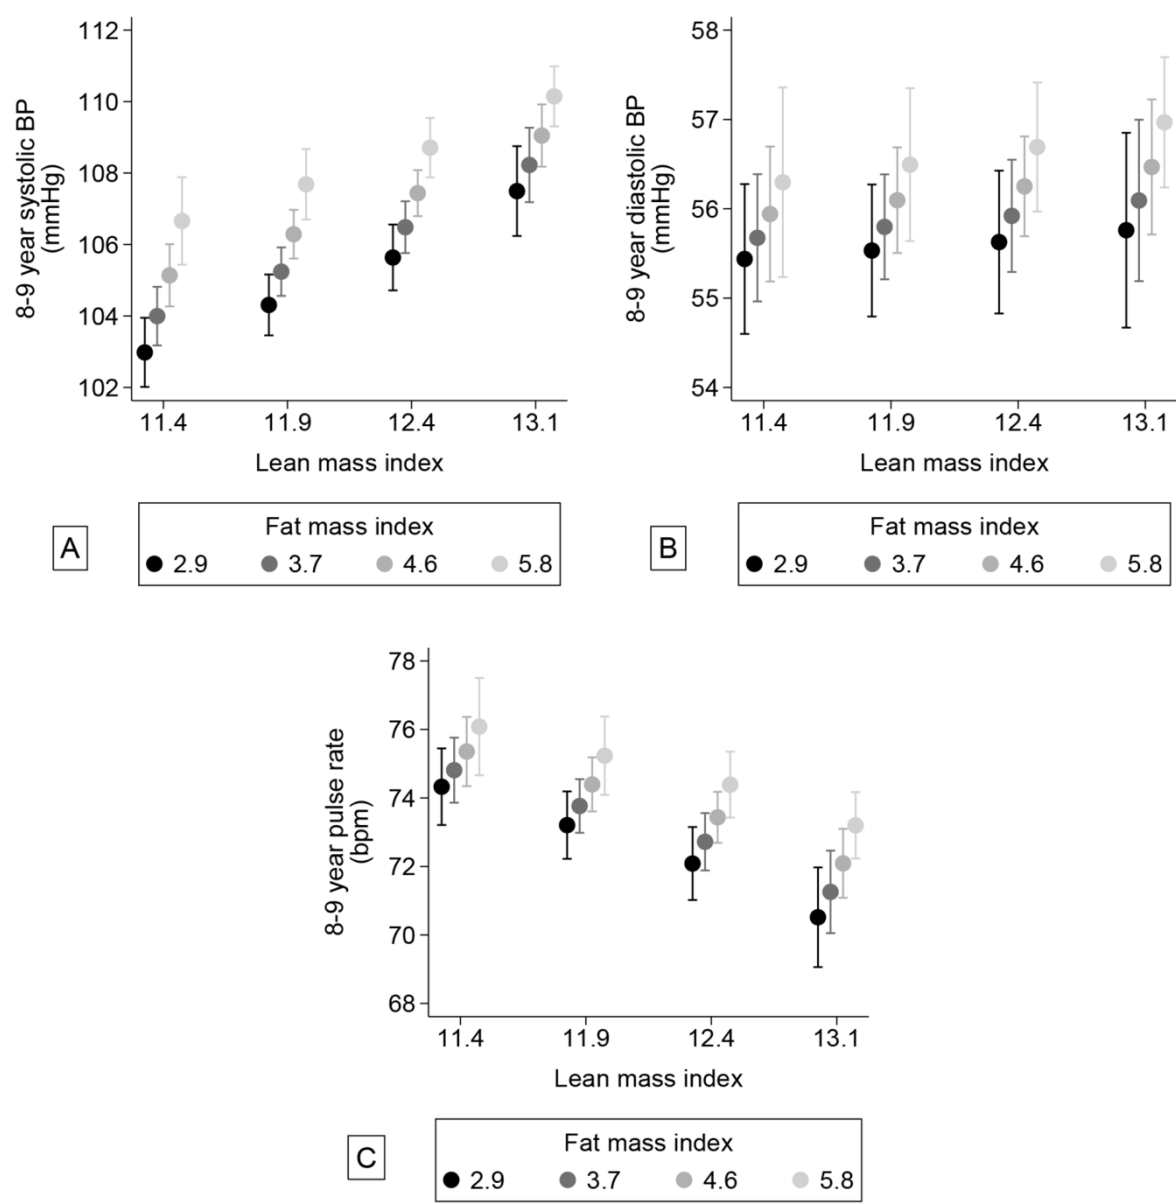 8-9 year systolic BP
(mmHg)
112
110
108
106
104
102
11.4 11.9 12.4 13.1
Lean mass index
A
Fat mass index
2.9 3.7 4.6 5.8
8-9 year diastolic BP
(mmHg)
58
57
56
55
54
11.4 11.9 12.4 13.1
Lean mass index
B
Fat mass index
2.9 3.7 4.6 5.8
8-9 year pulse rate
(bpm)
78
76
74
72
70
68
11.4 11.9 12.4 13.1
Lean mass index
C
Fat mass index
2.9 3.7 4.6 5.8